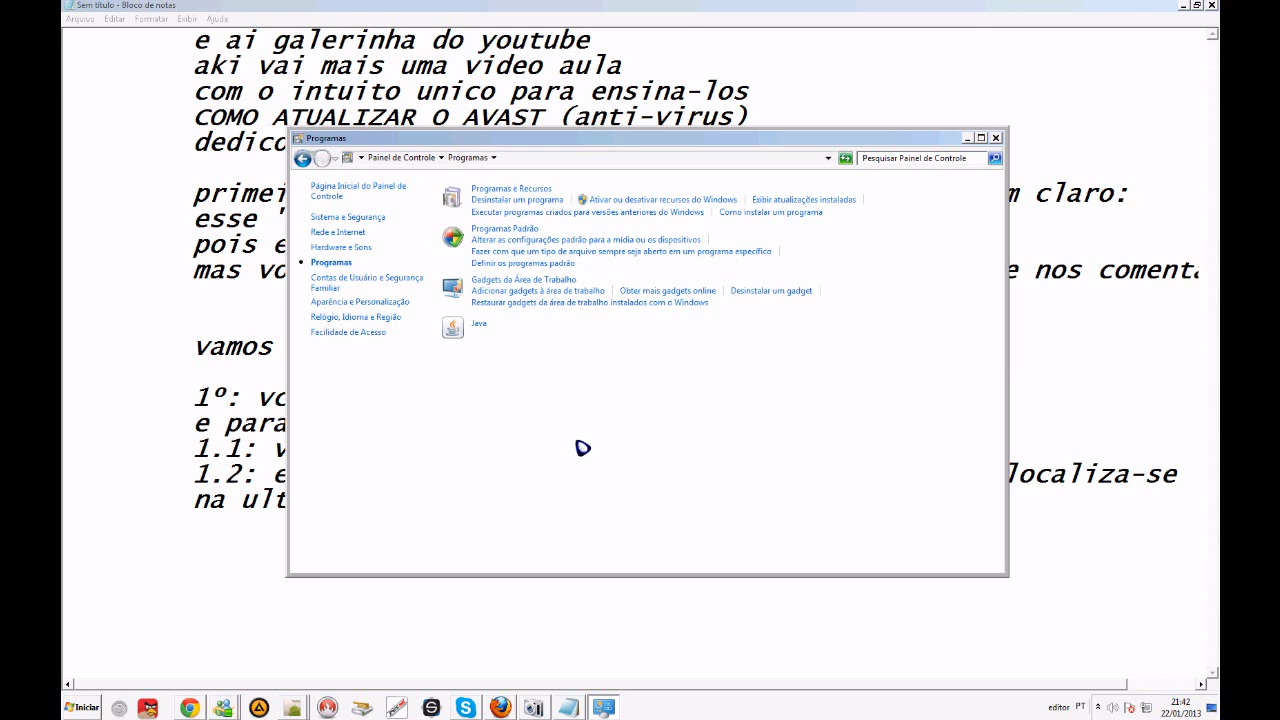 Sem título - Bloco de notas
Arquivo Editar Formatar Exibir Ajuda
e ai galerinha do youtube
aki vai mais uma video aula
com o intuito unico para ensina-los
COMO ATUALIZAR O AVAST (anti-virus)
dedico
primei m claro:
esse
pois e
mas vo e nos comenta
vamos
1º: vc
e para
1.1: v
1.2: e localiza-se
na ult
Programas
Painel de Controle Programas
Pesquisar Painel de Controle
Página Inicial do Painel de Controle
Sistema e Segurança
Rede e Internet
Hardware e Sons
Programas
Contas de Usuário e Segurança Familiar
Aparência e Personalização
Relógio, Idioma e Região
Facilidade de Acesso
Programas e Recursos
Desinstalar um programa Ativar ou desativar recursos do Windows Exibir atualizações instaladas
Executar programas criados para versões anteriores do Windows Como instalar um programa
Programas Padrão
Alterar as configurações padrão para a mídia ou os dispositivos
Fazer com que um tipo de arquivo sempre seja aberto em um programa específico
Definir os programas padrão
Gadgets da Área de Trabalho
Adicionar gadgets à área de trabalho Obter mais gadgets online Desinstalar um gadget
Restaurar gadgets da área de trabalho instalados com o Windows
Java
Iniciar
editor PT
21:42
22/01/2013